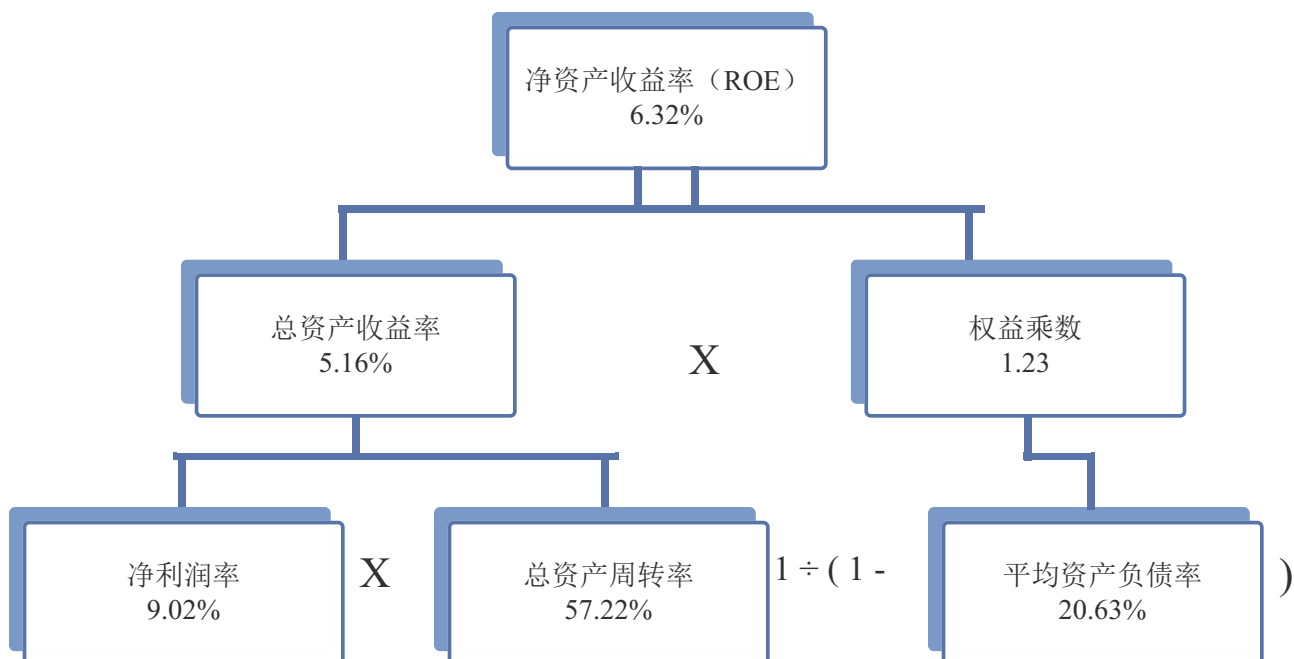 净资产收益率（ROE）
6.32%
总资产收益率
5.16%
X
权益乘数
1.23
净利润率
9.02%
X
总资产周转率
57.22%
1 ÷ ( 1 -
平均资产负债率
20.63%
)